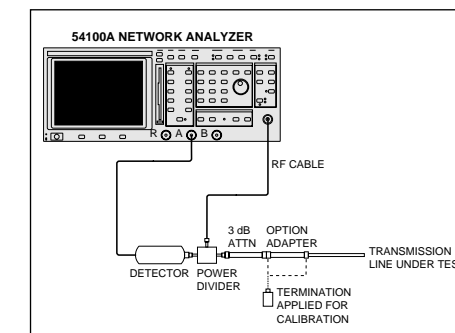 54100A NETWORK ANALYZER
R A B
RF CABLE
3 dB
ATTN
OPTION
ADAPTER
TRANSMISSION
LINE UNDER TES
DETECTOR
POWER
DIVIDER
TERMINATION
APPLIED FOR
CALIBRATION